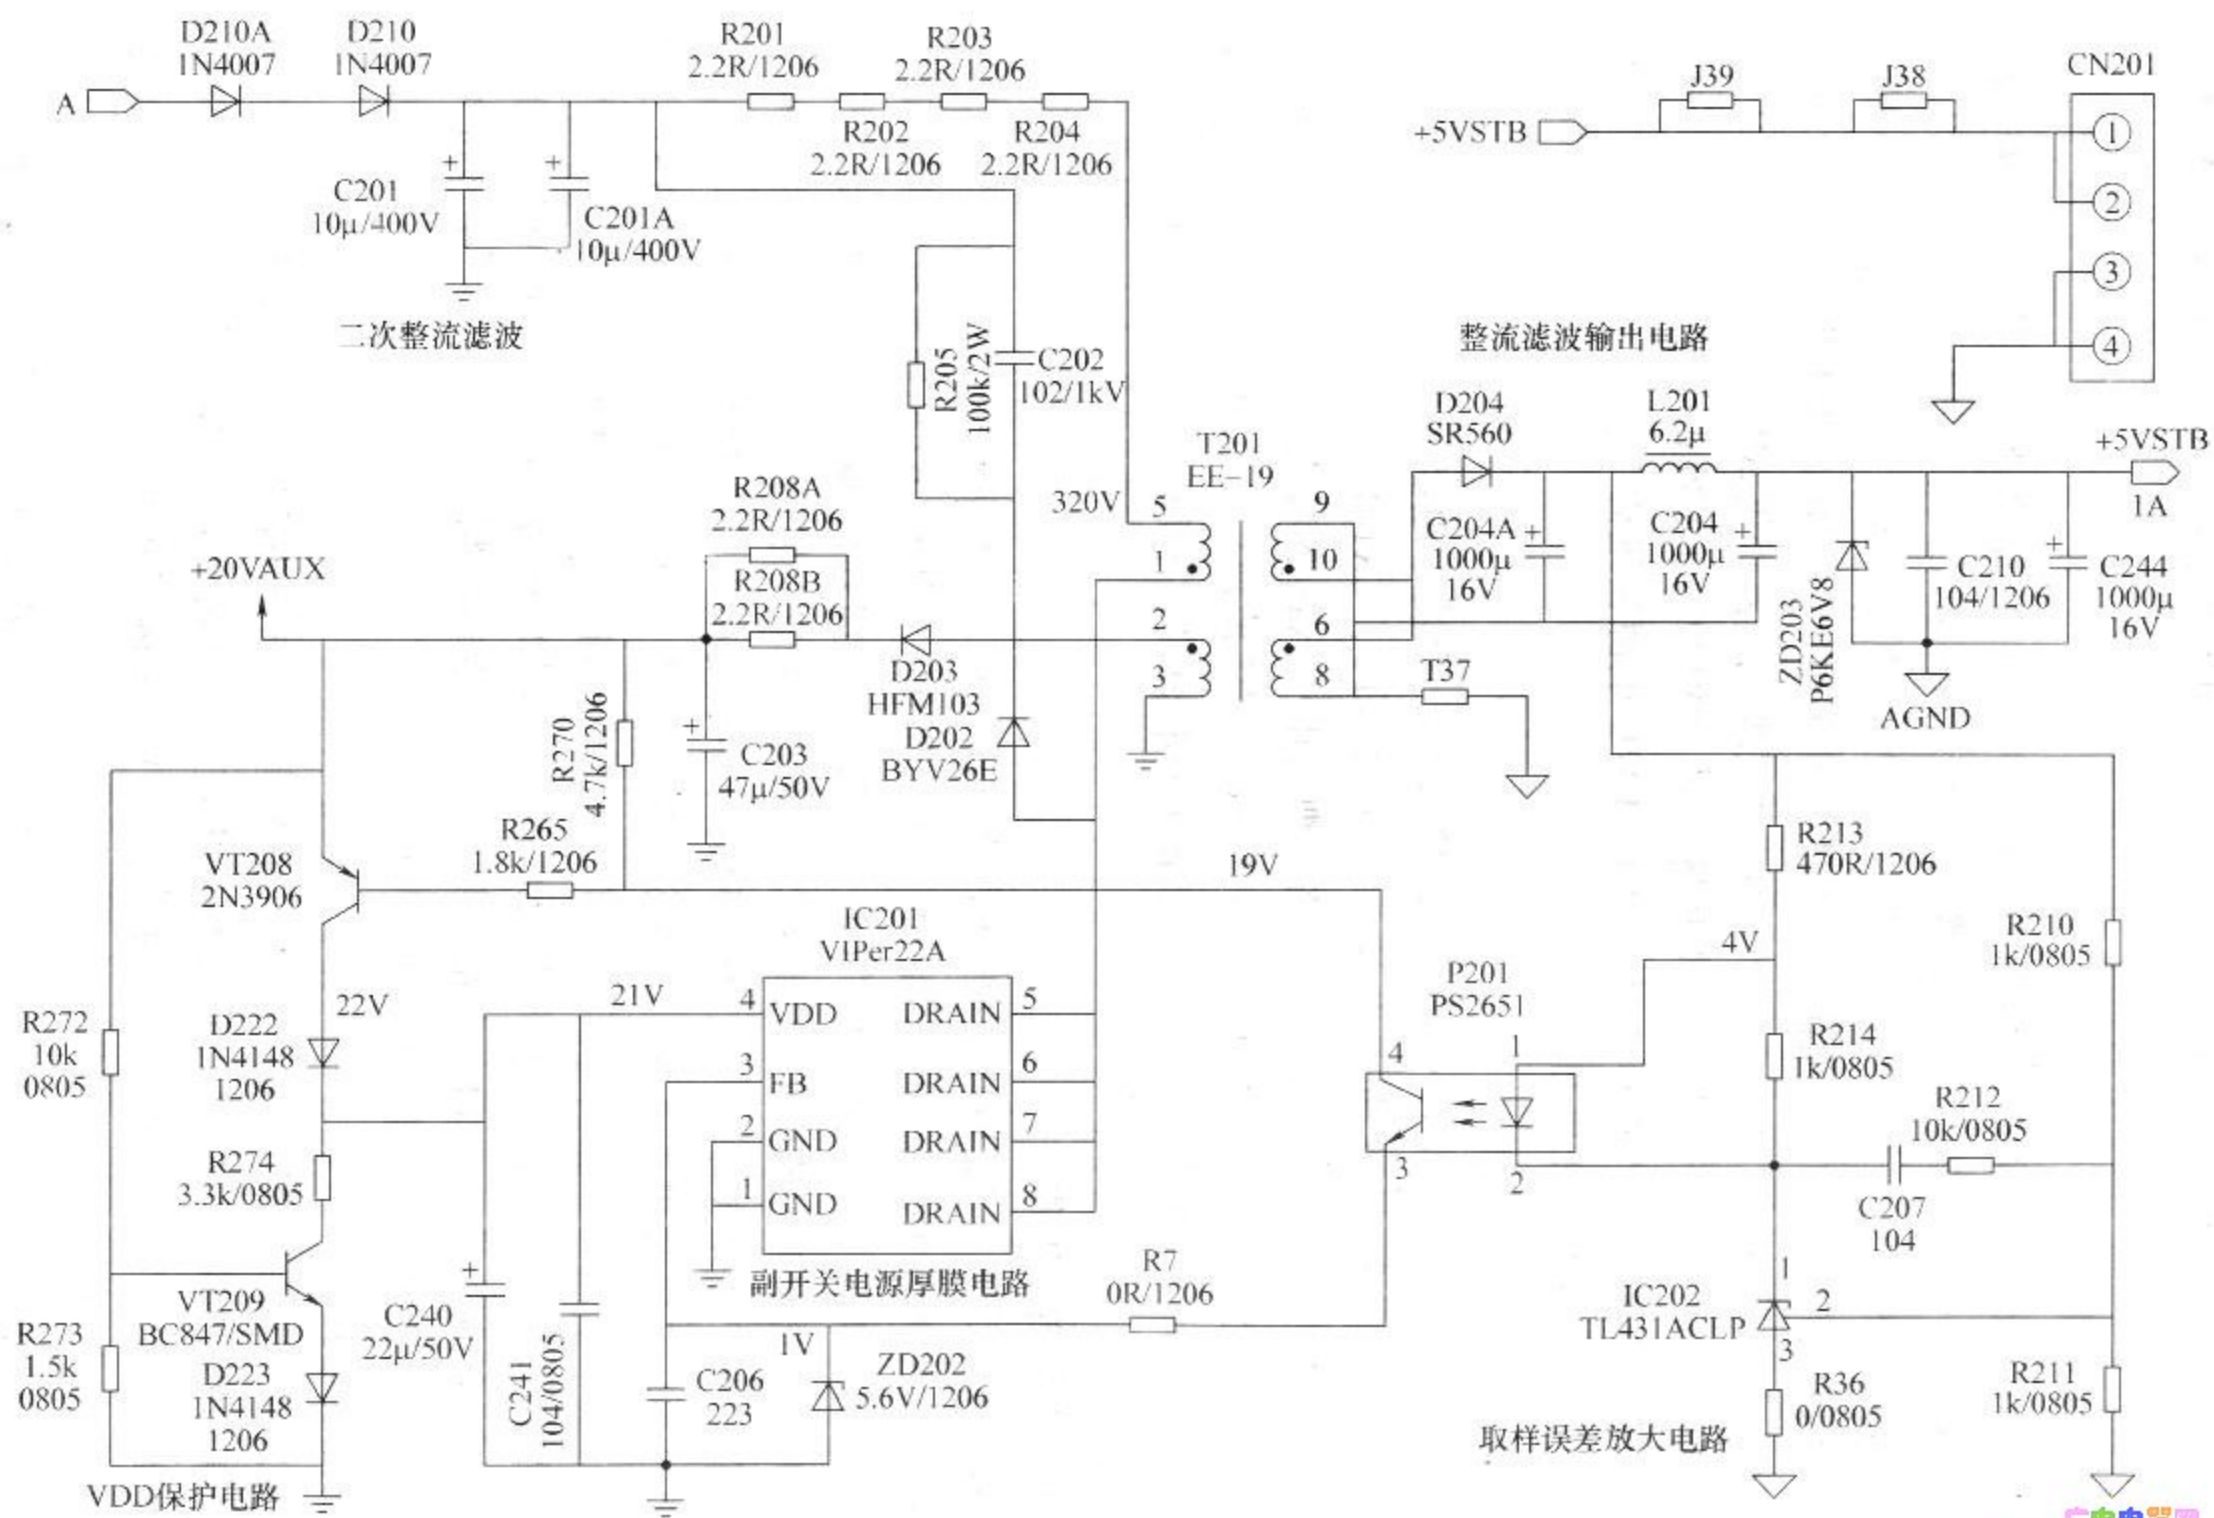 D210A
1N4007
D210
1N4007
A
R201
2.2R/1206
R203
2.2R/1206
R202
2.2R/1206
R204
2.2R/1206
C201
10μ/400V
C201A
10μ/400V
二次整流滤波
R205
100k/2W
C202
102/1kV
J39
J38
CN201
+5VSTB
1
2
3
4
整流滤波输出电路
D204
SR560
L201
6.2μ
+5VSTB
1A
T201
EE-19
320V
5
1
2
3
9
10
6
8
C204A
1000μ
16V
C204
1000μ
16V
ZD203
P6KE6V8
C210
104/1206
C244
1000μ
16V
AGND
T37
R208A
2.2R/1206
R208B
2.2R/1206
+20VAUX
D203
HFM103
D202
BYV26E
R270
4.7k/1206
C203
47μ/50V
R265
1.8k/1206
VT208
2N3906
19V
IC201
VIPer22A
22V
21V
4
VDD
DRAIN
5
3
FB
DRAIN
6
2
GND
DRAIN
7
1
GND
DRAIN
8
副开关电源厚膜电路
R272
10k
0805
D222
1N4148
1206
R274
3.3k/0805
VT209
BC847/SMD
R273
1.5k
0805
D223
1N4148
1206
VDD保护电路
C240
22μ/50V
C241
104/0805
C206
223
1V
ZD202
5.6V/1206
R7
0R/1206
P201
PS2651
4
3
1
2
4V
R213
470R/1206
R210
1k/0805
R214
1k/0805
R212
10k/0805
C207
104
IC202
TL431ACLP
1
2
3
R36
0/0805
R211
1k/0805
取样误差放大电路